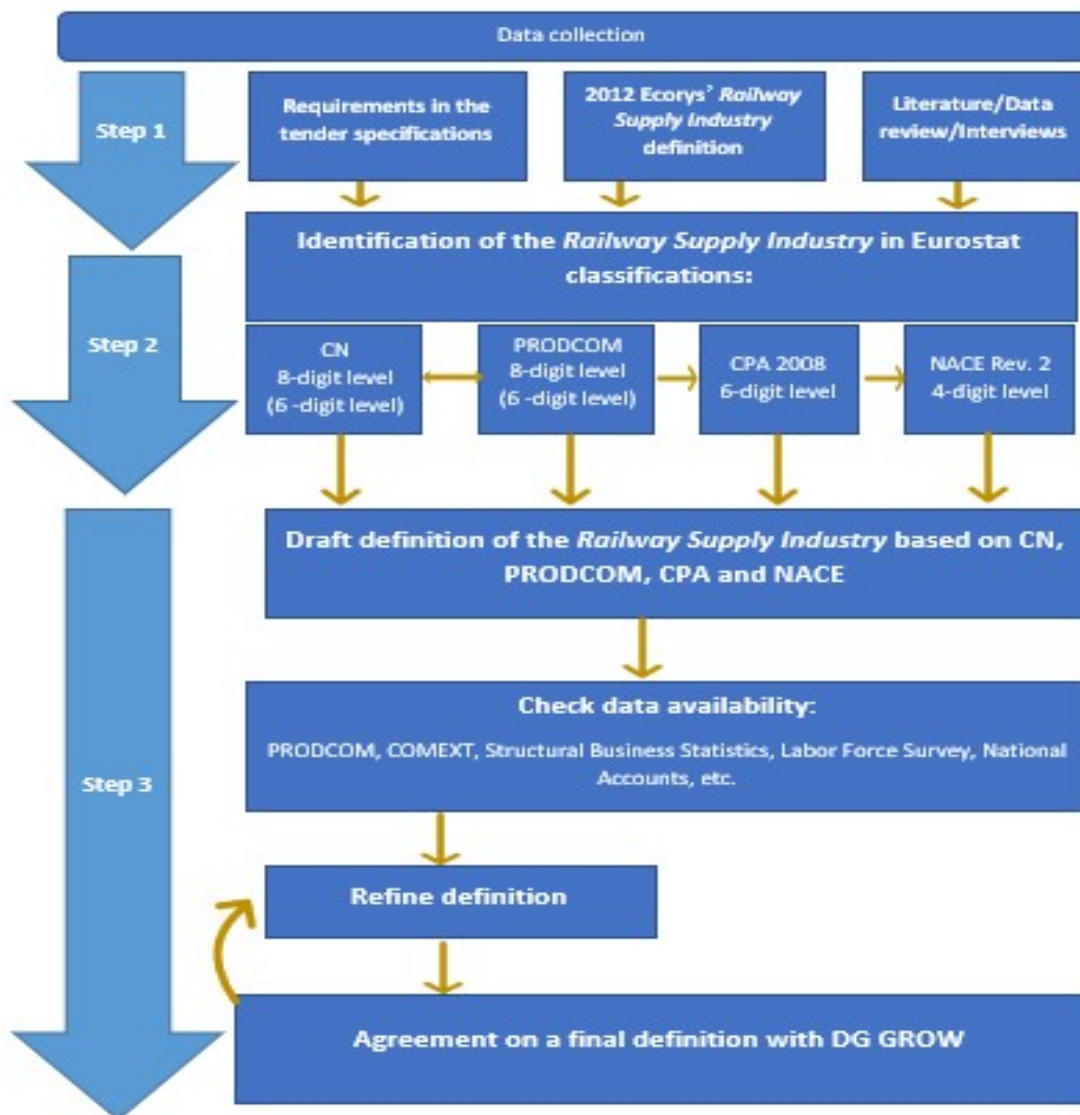 Data collection
Step 1
Requirements in the
tender specifications
2012 Ecorys' Railway
Supply Industry
definition
Literature/Data
review/Interviews
Identification of the Railway Supply Industry in Eurostat
classifications:
Step 2
CN
8-digit level
(6 -digit level)
PRODCOM
8-digit level
(6 -digit level)
CPA 2008
6-digit level
NACE Rev. 2
4-digit level
Draft definition of the Railway Supply Industry based on CN,
PRODCOM, CPA and NACE
Step 3
Check data availability:
PRODCOM, COMEXT, Structural Business Statistics, Labor Force Survey, National
Accounts, etc.
Refine definition
Agreement on a final definition with DG GROW